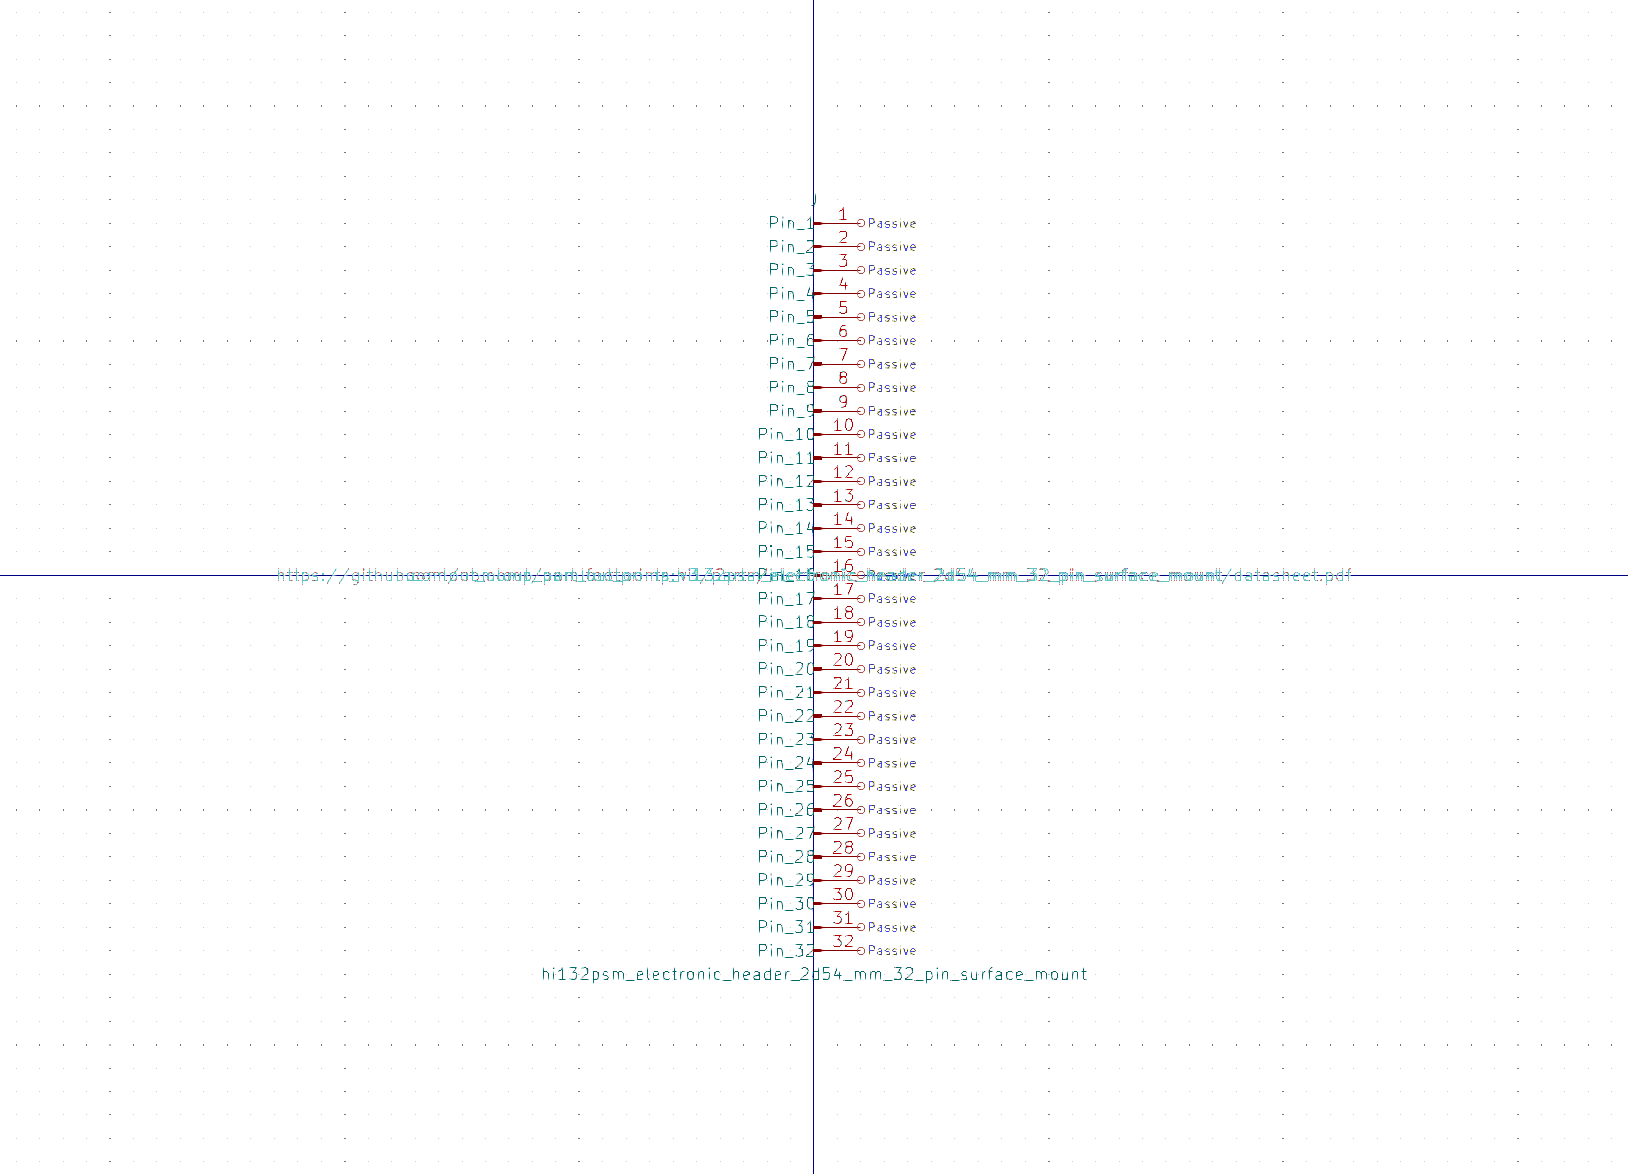 J
Pin_1 1 Passive
Pin_2 2 Passive
Pin_3 3 Passive
Pin_4 4 Passive
Pin_5 5 Passive
Pin_6 6 Passive
Pin_7 7 Passive
Pin_8 8 Passive
Pin_9 9 Passive
Pin_10 10 Passive
Pin_11 11 Passive
Pin_12 12 Passive
Pin_13 13 Passive
Pin_14 14 Passive
Pin_15 15 Passive
16
Pin_17 17 Passive
Pin_18 18 Passive
Pin_19 19 Passive
Pin_20 20 Passive
Pin_21 21 Passive
Pin_22 22 Passive
Pin_23 23 Passive
Pin_24 24 Passive
Pin_25 25 Passive
Pin_26 26 Passive
Pin_27 27 Passive
Pin_28 28 Passive
Pin_29 29 Passive
Pin_30 30 Passive
Pin_31 31 Passive
Pin_32 32 Passive
hi132psm_electronic_header_2d54_mm_32_pin_surface_mount